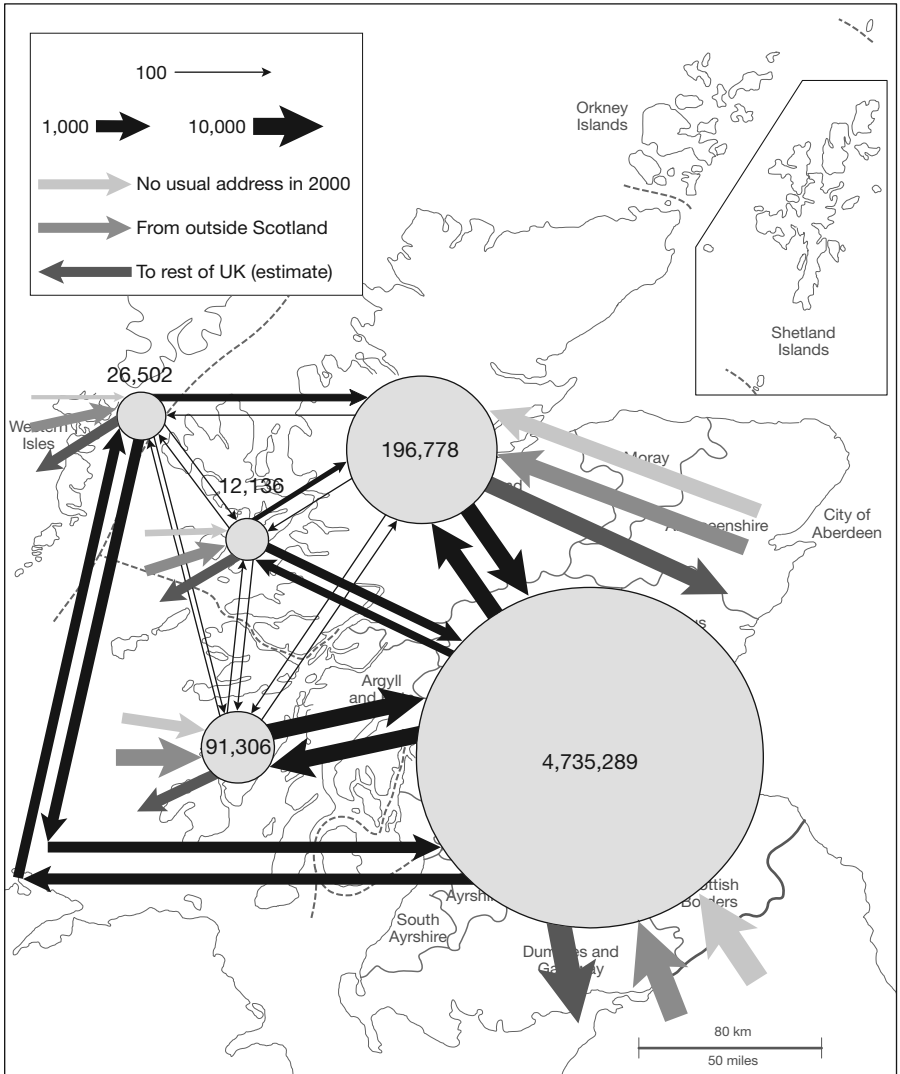 100
1,000
10,000
No usual address in 2000
From outside Scotland
To rest of UK (estimate)
Orkney
Islands
Shetland
Islands
26,502
Isles
196,778
Moray
12,136
City of
Aberdeen
Argyll
and
91,306
4,735,289
South
Ayrshire
Borders
80 km
50 miles